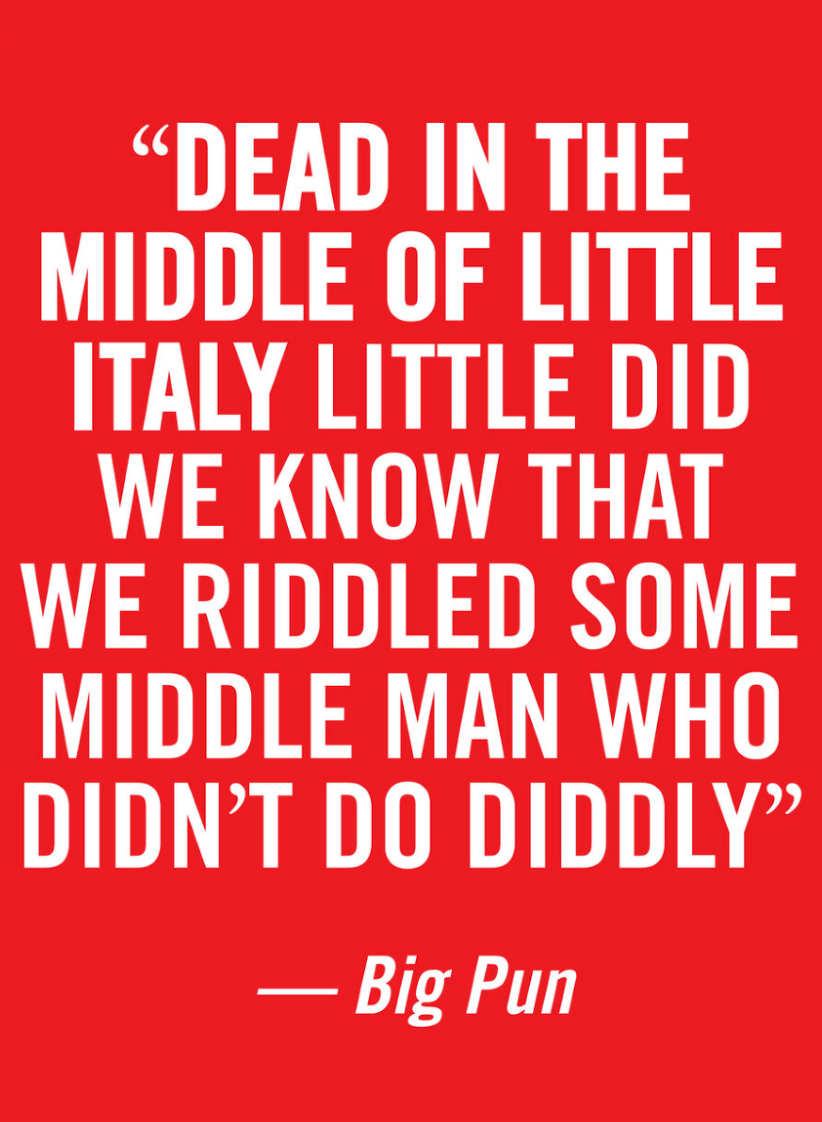 “DEAD IN THE
MIDDLE OF LITTLE
ITALY LITTLE DID
WE KNOW THAT
WE RIDDLED SOME
MIDDLE MAN WHO
DIDN’T DO DIDDLY”
— Big Pun